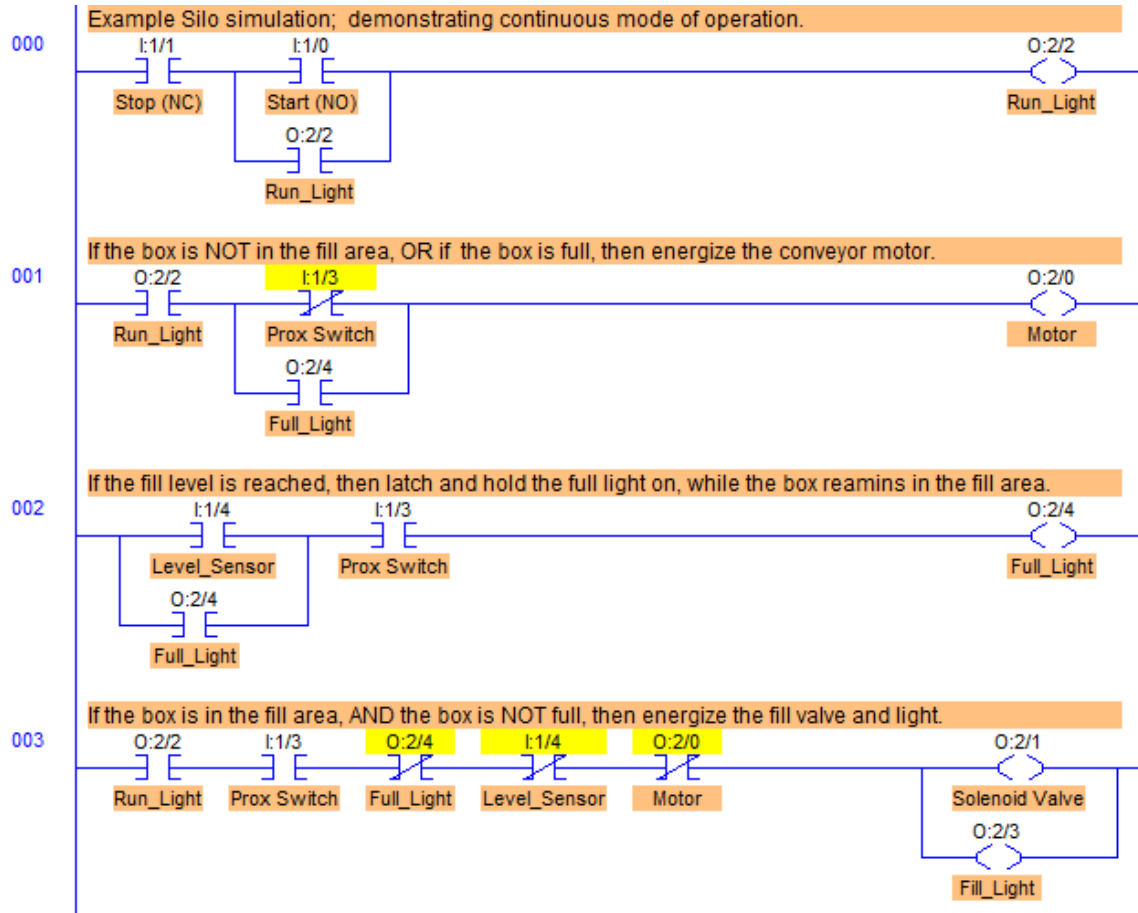 Example Silo simulation;  demonstrating continuous mode of operation.
000
I:1/1 I:1/0 O:2/2
Stop (NC) Start (NO) Run_Light
O:2/2
Run_Light
If the box is NOT in the fill area, OR if  the box is full, then energize the conveyor motor.
001
O:2/2 I:1/3 O:2/0
Run_Light Prox Switch Motor
O:2/4
Full_Light
If the fill level is reached, then latch and hold the full light on, while the box reamins in the fill area.
002
I:1/4 I:1/3 O:2/4
Level_Sensor Prox Switch Full_Light
O:2/4
Full_Light
If the box is in the fill area, AND the box is NOT full, then energize the fill valve and light.
003
O:2/2 I:1/3 O:2/4 I:1/4 O:2/0 O:2/1
Run_Light Prox Switch Full_Light Level_Sensor Motor Solenoid Valve
O:2/3
Fill_Light